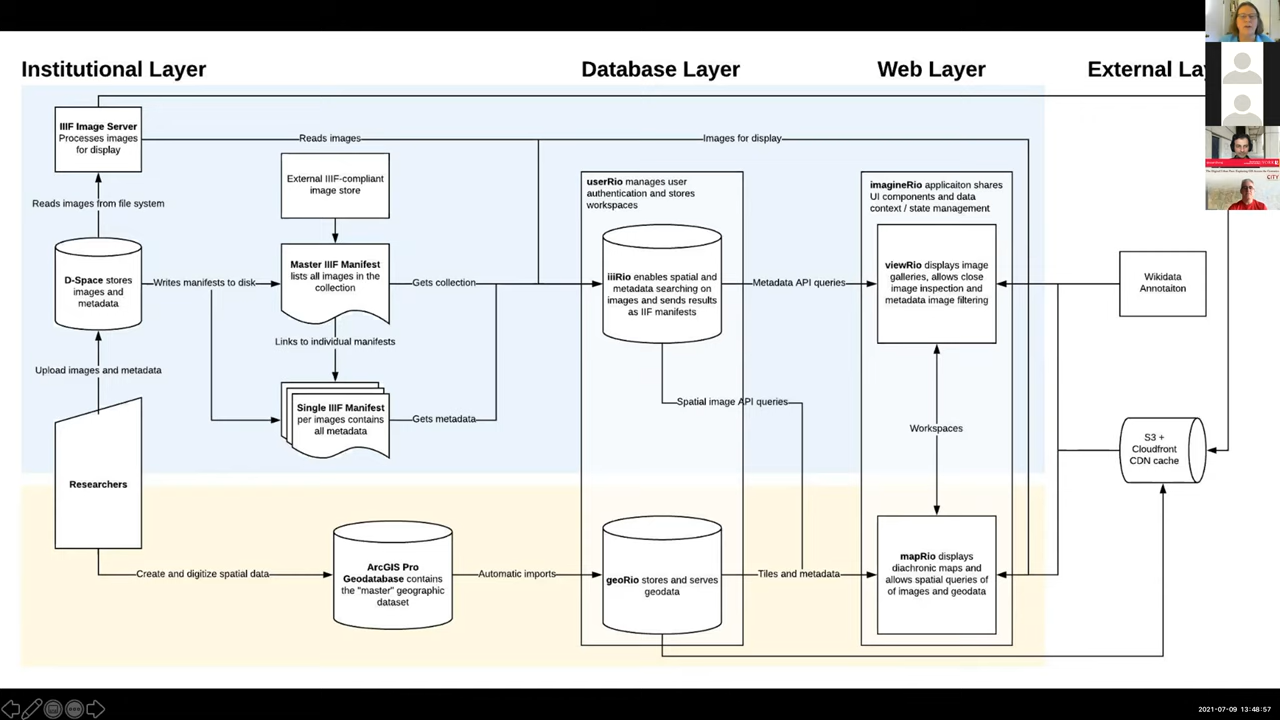 Institutional Layer
Database Layer
Web Layer
External La
IIIF Image Server
Processes images
for display
Reads images
Images for display
External IIIF-compliant
image store
userRio manages user
authentication and stores
workspaces
imagineRio applicaiton shares
UI components and data
context / state management
Reads images from file system
D-Space stores
images and
metadata
Writes manifests to disk
Master IIIF Manifest
lists all images in the
collection
Gets collection
iiiRio enables spatial and
metadata searching on
images and sends results
as IIF manifests
Metadata API queries
viewRio displays image
galleries, allows close
image inspection and
metadata image filtering
Wikidata
Annotaiton
Links to individual manifests
Upload images and metadata
Single IIIF Manifest
per images contains
all metadata
Gets metadata
Spatial image API queries
Workspaces
S3 +
Cloudfront
CDN cache
Researchers
Create and digitize spatial data
ArcGIS Pro
Geodatabase contains
the "master" geographic
dataset
Automatic imports
geoRio stores and serves
geodata
Tiles and metadata
mapRio displays
diachronic maps and
allows spatial queries of
of images and geodata
CITY
2021-07-09 13:48:57